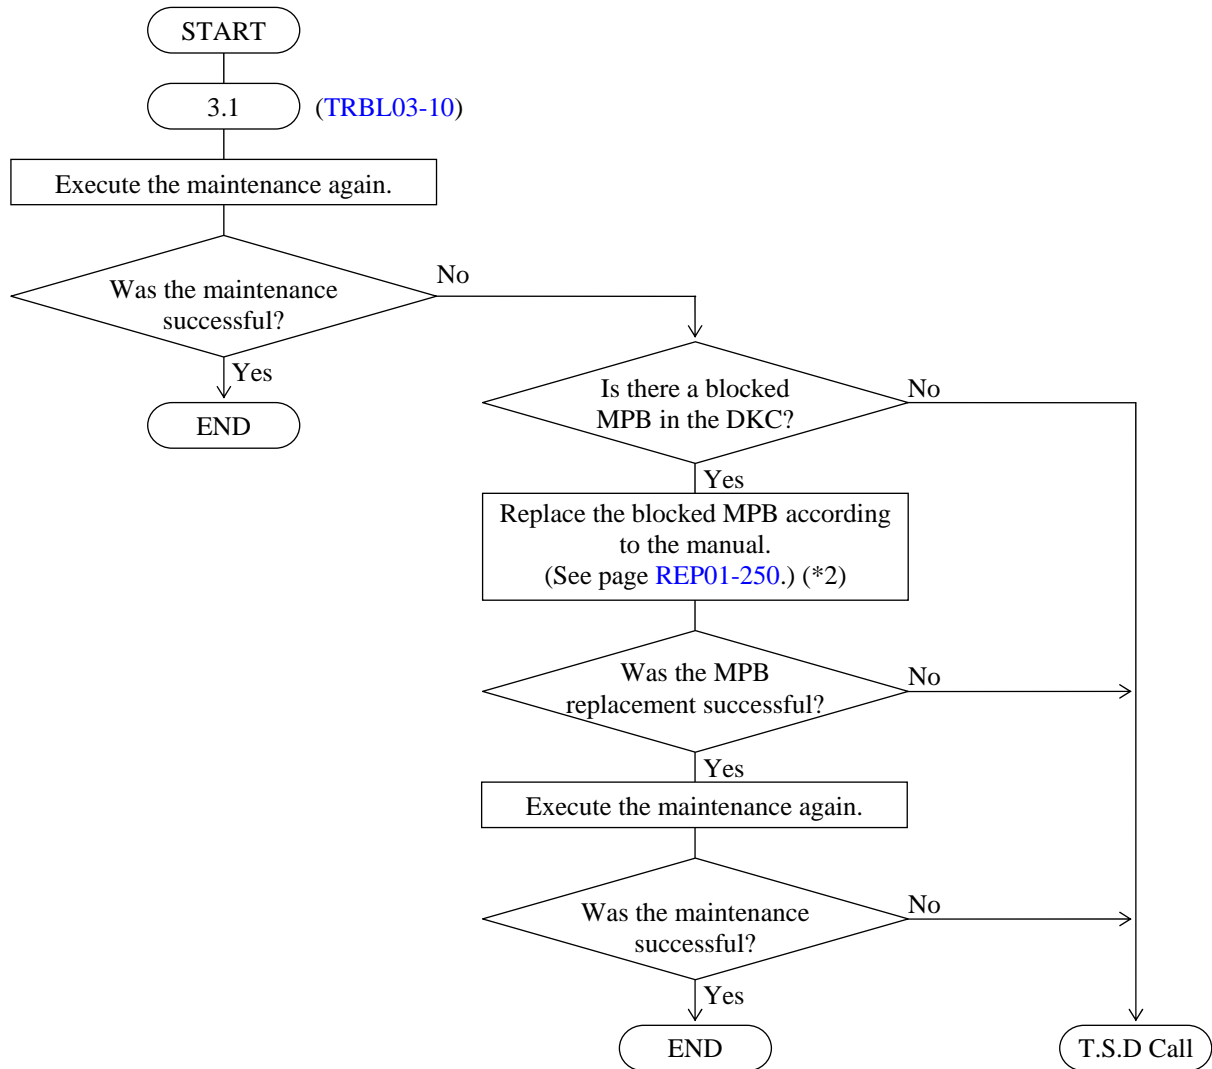 START
3.1
(TRBL03-10)
Execute the maintenance again.
Was the maintenance
successful?
No
Yes
END
Is there a blocked
MPB in the DKC?
No
Yes
Replace the blocked MPB according
to the manual.
(See page REP01-250.) (*2)
Was the MPB
replacement successful?
No
Yes
Execute the maintenance again.
Was the maintenance
successful?
No
Yes
END
T.S.D Call